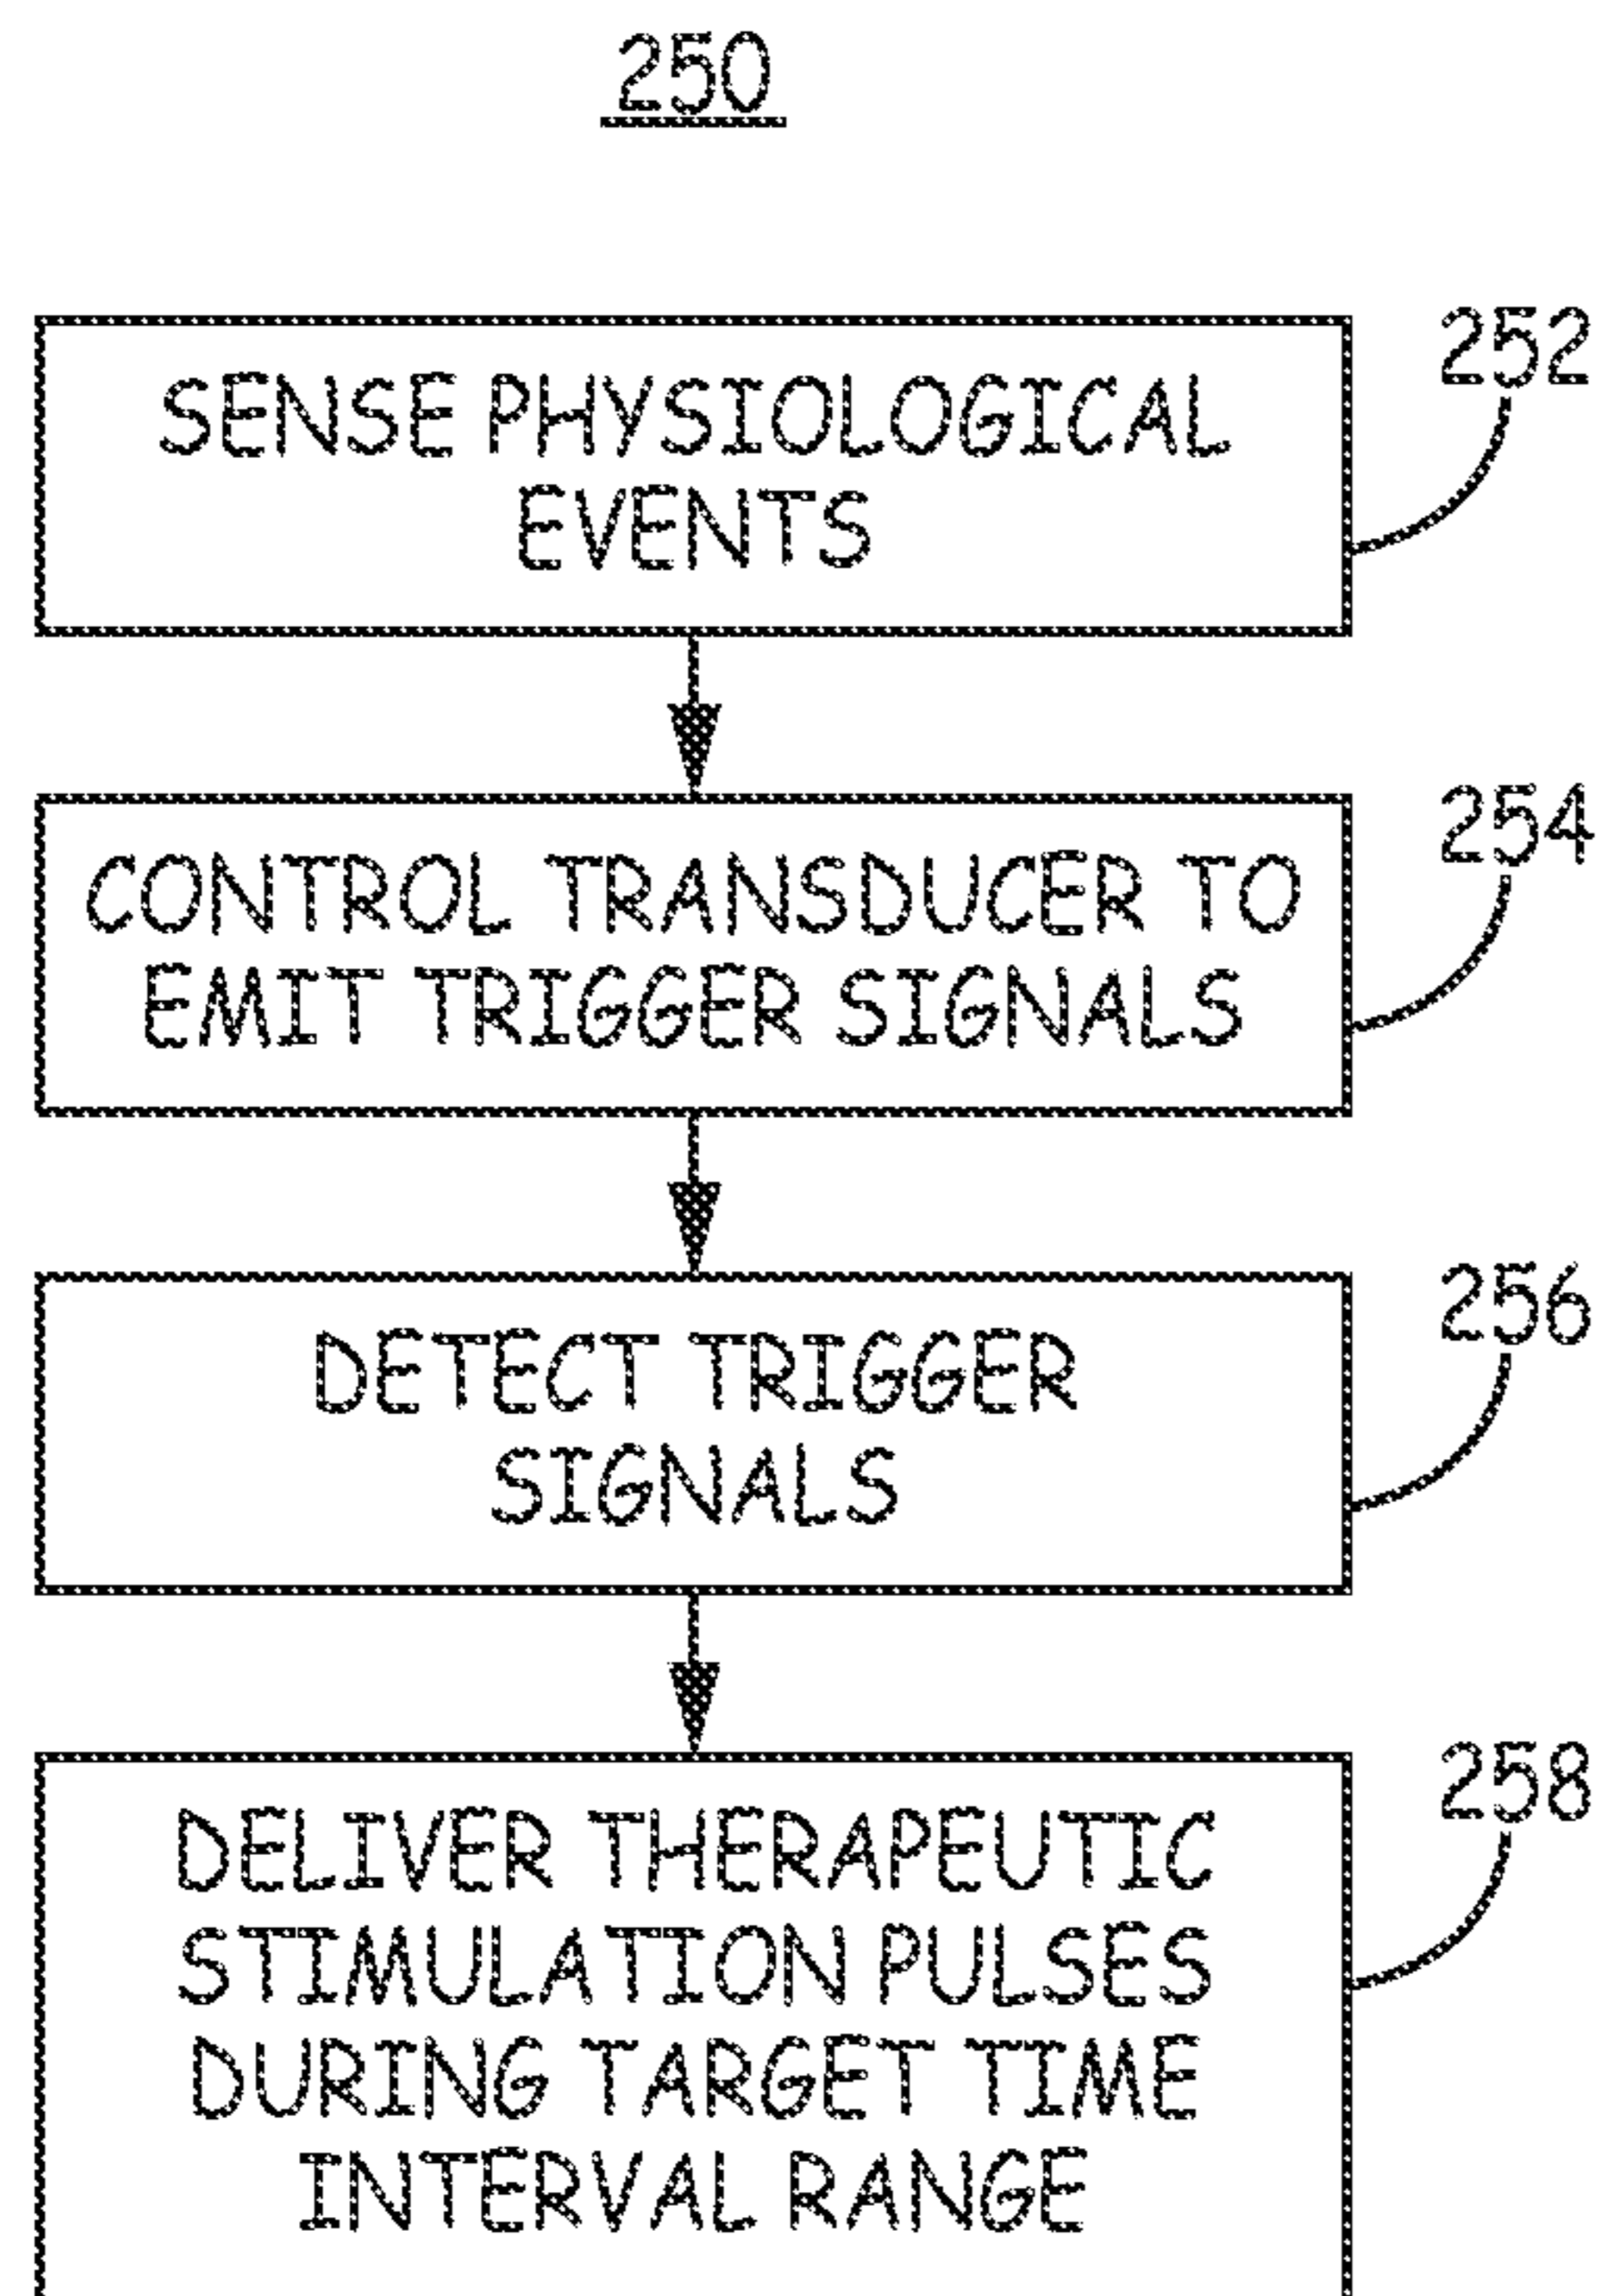 250
252
SENSE PHYSIOLOGICAL
EVENTS
254
CONTROL TRANSDUCER TO
EMIT TRIGGER SIGNALS
256
DETECT TRIGGER
SIGNALS
258
DELIVER THERAPEUTIC
STIMULATION PULSES
DURING TARGET TIME
INTERVAL RANGE